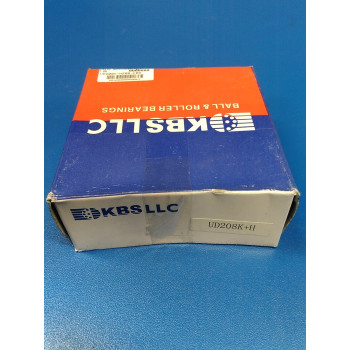 BALL & ROLLER BEARINGS
KBS LLC
KBS LLC
UD208K+H